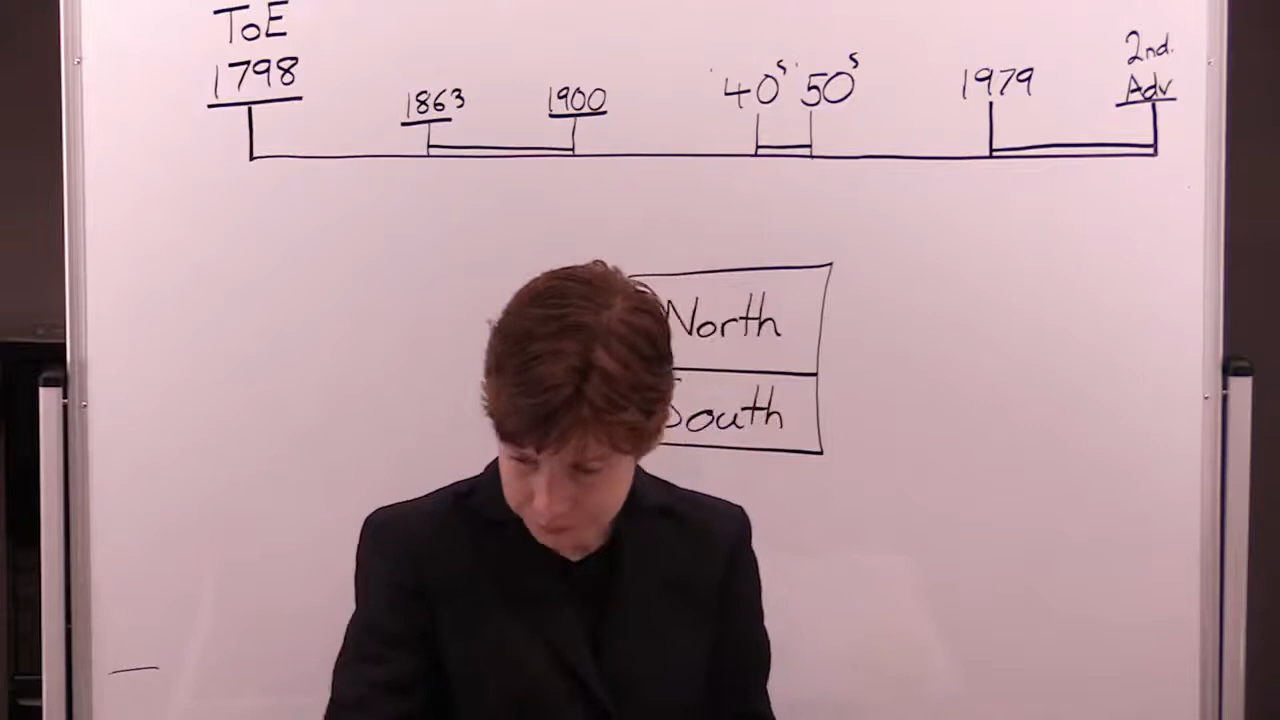 ToE
1798
1863
1900
'40s '50s
1979
2nd.
Adv
North
South